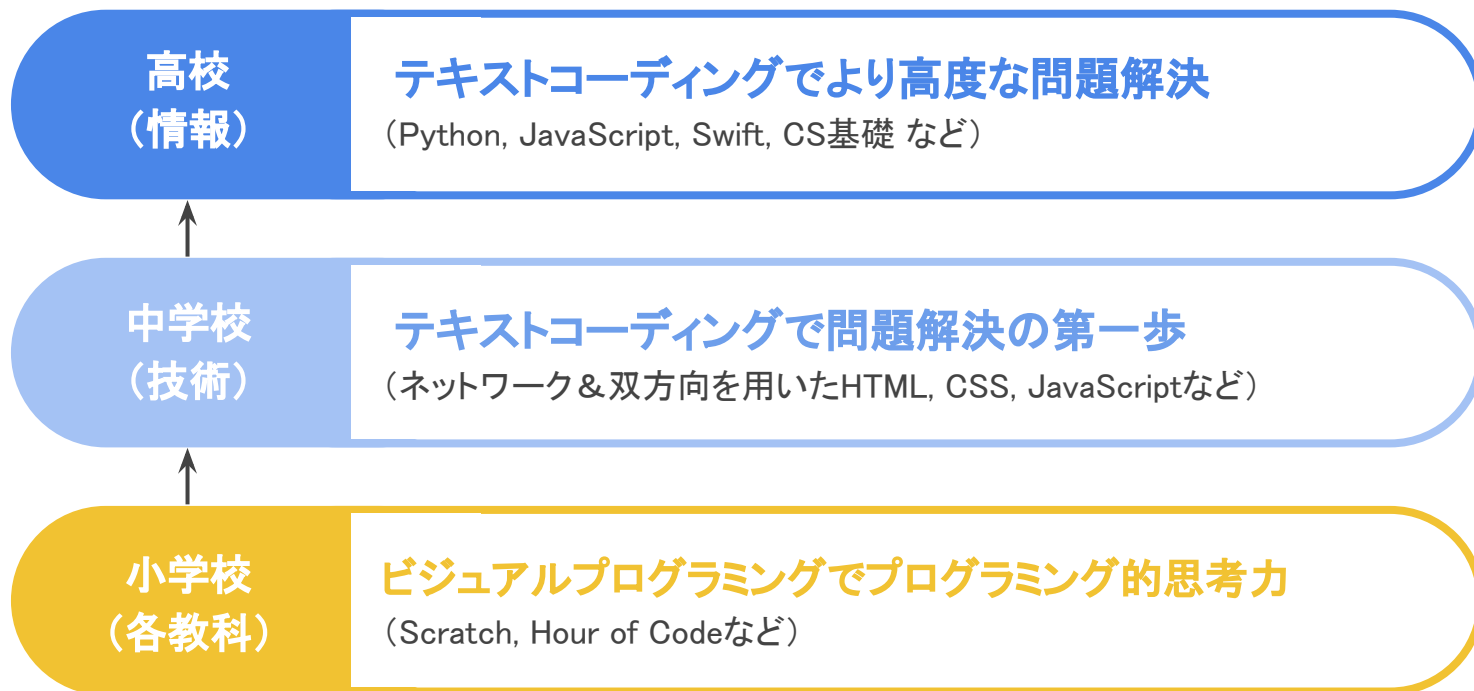 高校
（情報）
テキストコーディングでより高度な問題解決
（Python, JavaScript, Swift, CS基礎 など）
中学校
（技術）
テキストコーディングで問題解決の第一歩
（ネットワーク＆双方向を用いたHTML, CSS, JavaScriptなど）
小学校
（各教科）
ビジュアルプログラミングでプログラミング的思考力
（Scratch, Hour of Codeなど）